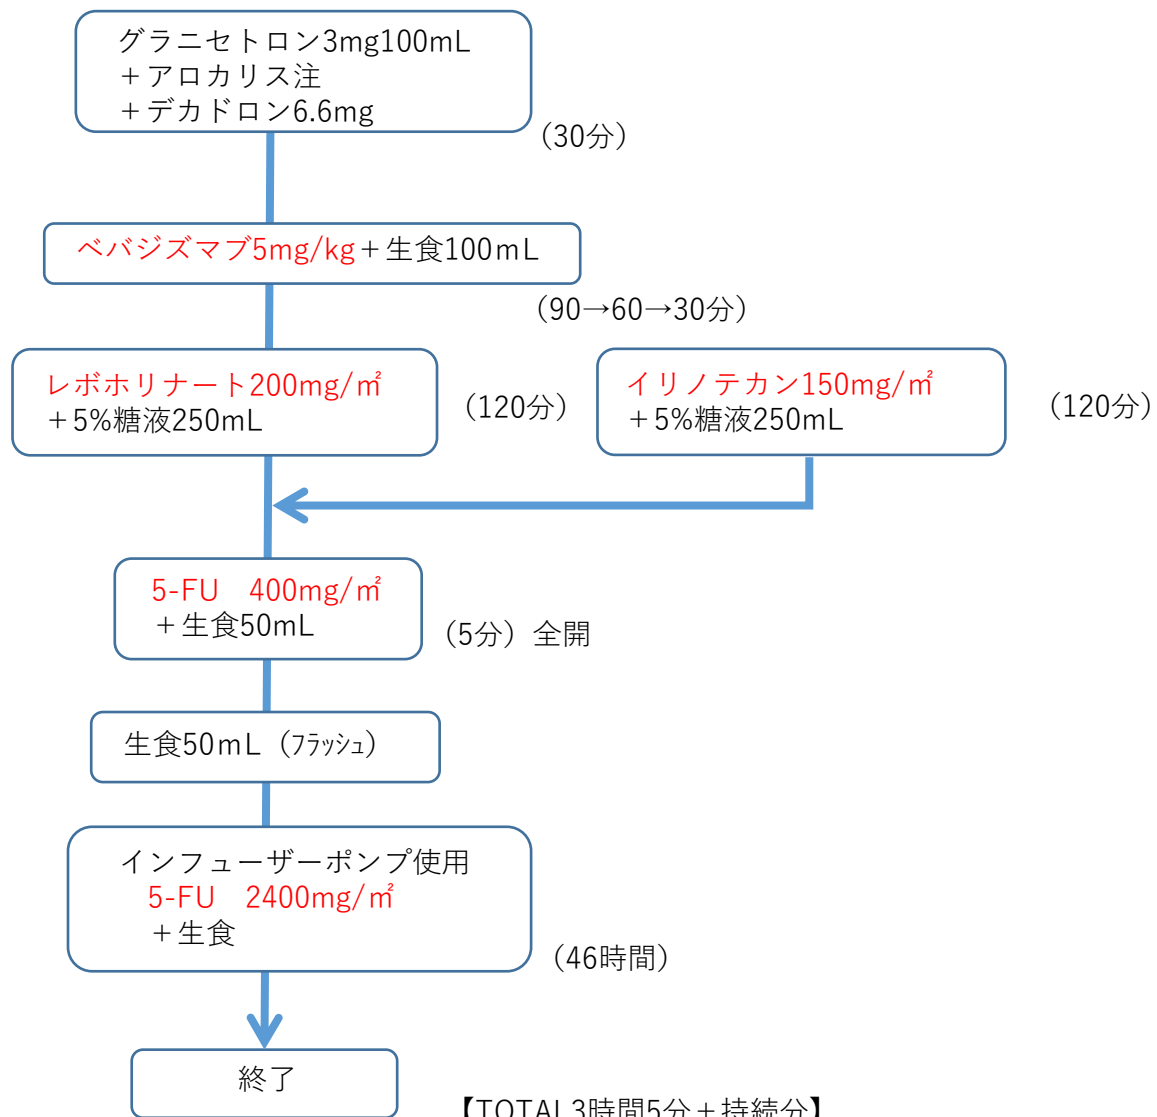 グラニセトロン3mg100mL
＋アロカリス注
＋デカドロン6.6mg
（30分）
ベバジズマブ5mg/kg＋生食100ｍL
（90→60→30分）
レボホリナート200mg/㎡
＋5%糖液250mL
（120分）
イリノテカン150mg/㎡
＋5%糖液250mL
（120分）
5-FU　400mg/㎡
＋生食50mL
（5分）全開
生食50ｍL（ﾌﾗｯｼｭ）
インフューザーポンプ使用
5-FU　2400mg/㎡
＋生食
（46時間）
終了
【TOTAL3時間5分＋持続分】